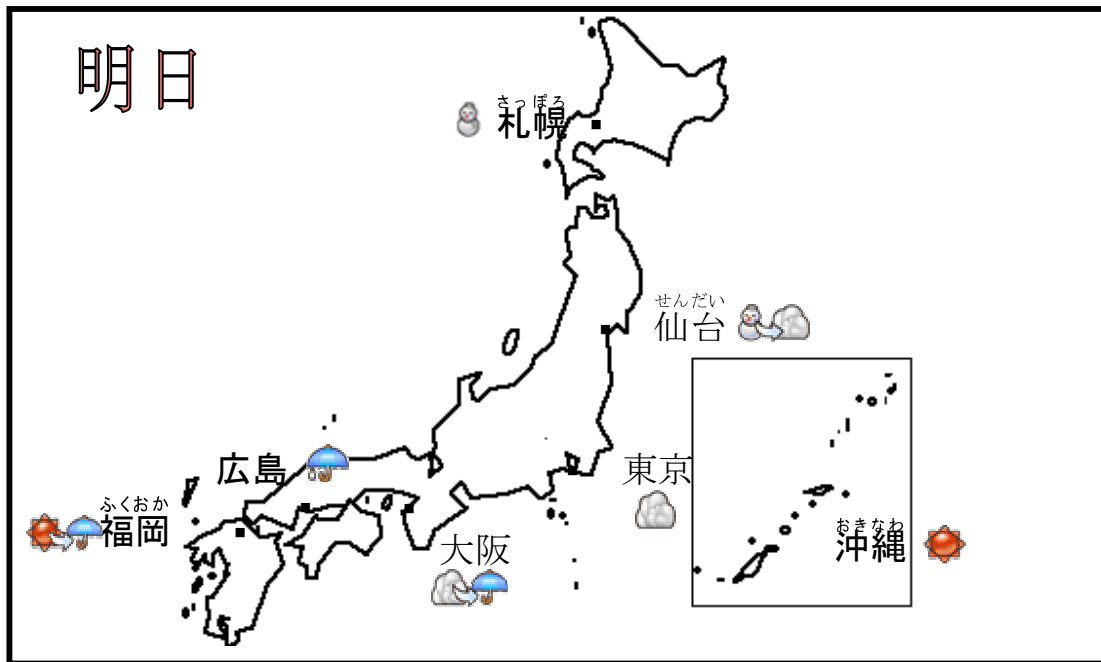 明日
さっぽろ
札幌
せんだい
仙台
広島
東京
ふくおか
福岡
おきなわ
沖縄
大阪